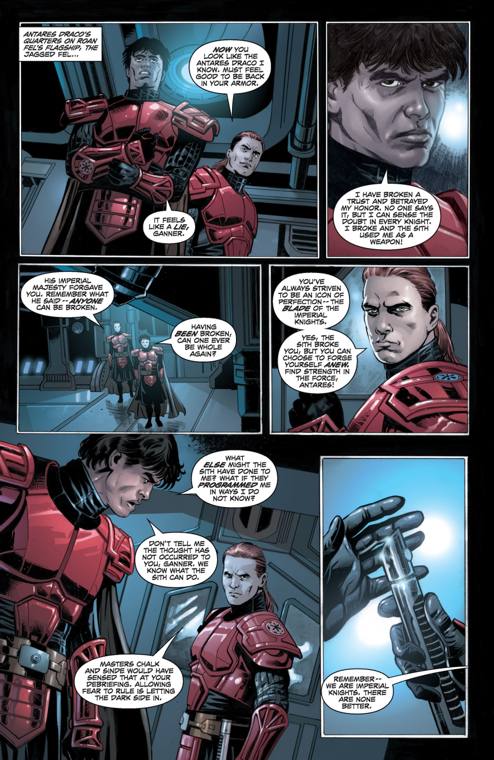 ANTARES DRACO'S
QUARTERS ON ROAN
FEL'S FLAGSHIP, THE
JAGGED FEL...
NOW YOU
LOOK LIKE THE
ANTARES DRACO I
KNOW. MUST FEEL
GOOD TO BE BACK
IN YOUR ARMOR.
IT FEELS
LIKE A LIE,
GANNER.
I HAVE BROKEN A
TRUST AND BETRAYED
MY HONOR. NO ONE SAYS
IT, BUT I CAN SENSE THE
DOUBT IN EVERY KNIGHT.
I BROKE AND THE SITH
USED ME AS A
WEAPON!
HIS IMPERIAL
MAJESTY FORGAVE
YOU. REMEMBER WHAT
HE SAID -- ANYONE
CAN BE BROKEN.
HAVING
BEEN BROKEN,
CAN ONE EVER
BE WHOLE
AGAIN?
YOU'VE
ALWAYS STRIVEN
TO BE AN ICON OF
PERFECTION -- THE
BLADE OF THE
IMPERIAL
KNIGHTS.
YES, THE
SITH BROKE
YOU, BUT YOU CAN
CHOOSE TO FORGE
YOURSELF ANEW.
FIND STRENGTH IN
THE FORCE,
ANTARES!
WHAT
ELSE MIGHT THE
SITH HAVE DONE TO
ME? WHAT IF THEY
PROGRAMMED ME
IN WAYS I DO
NOT KNOW?
DON'T TELL ME
THE THOUGHT HAS
NOT OCCURRED TO
YOU, GANNER. WE
KNOW WHAT THE
SITH CAN DO.
MASTERS CHALK
AND SINDE WOULD HAVE
SENSED THAT AT YOUR
DEBRIEFING. ALLOWING
FEAR TO RULE IS LETTING
THE DARK SIDE IN.
REMEMBER --
WE ARE IMPERIAL
KNIGHTS. THERE
ARE NONE
BETTER.